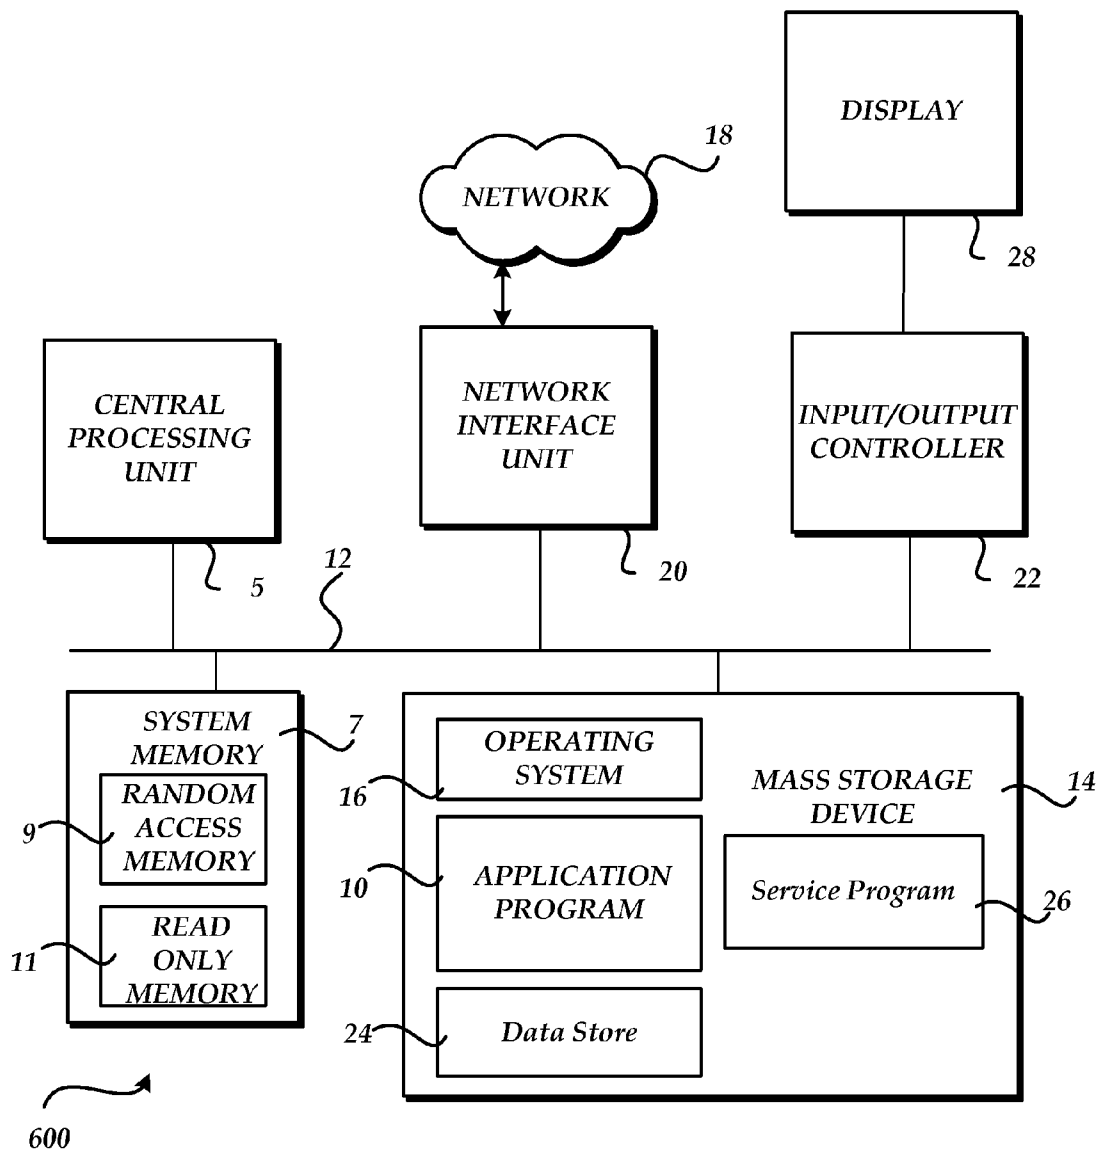 DISPLAY
28
18
NETWORK
CENTRAL
PROCESSING
UNIT
5
NETWORK
INTERFACE
UNIT
20
INPUT/OUTPUT
CONTROLLER
22
12
SYSTEM
MEMORY
7
RANDOM
ACCESS
MEMORY
9
READ
ONLY
MEMORY
11
OPERATING
SYSTEM
16
MASS STORAGE
DEVICE
14
APPLICATION
PROGRAM
10
Service Program
26
Data Store
24
600